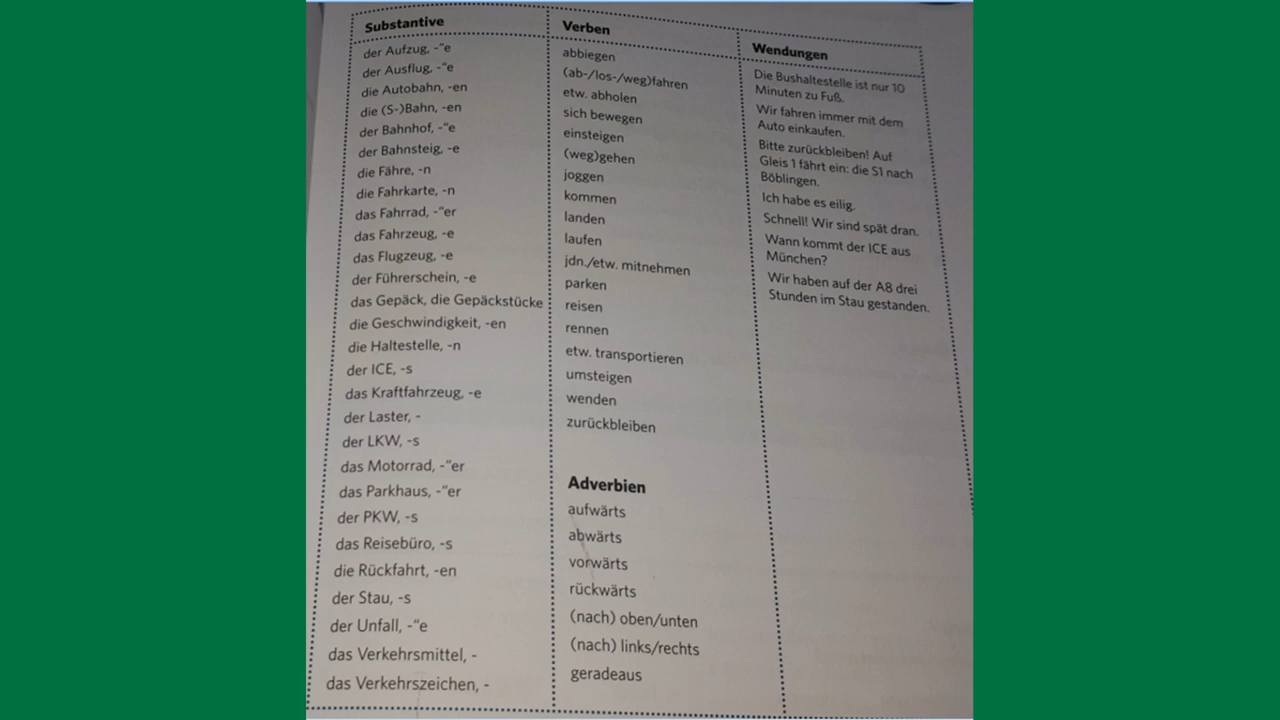 Substantive
der Aufzug, -¨e
der Ausflug, -¨e
die Autobahn, -en
die (S-)Bahn, -en
der Bahnhof, -¨e
der Bahnsteig, -e
die Fähre, -n
die Fahrkarte, -n
das Fahrrad, -¨er
das Fahrzeug, -e
das Flugzeug, -e
der Führerschein, -e
das Gepäck, die Gepäckstücke
die Geschwindigkeit, -en
die Haltestelle, -n
der ICE, -s
das Kraftfahrzeug, -e
der Laster, -
der LKW, -s
das Motorrad, -¨er
das Parkhaus, -¨er
der PKW, -s
das Reisebüro, -s
die Rückfahrt, -en
der Stau, -s
der Unfall, -¨e
das Verkehrsmittel, -
das Verkehrszeichen, -
Verben
abbiegen
(ab-/los-/weg)fahren
etw. abholen
sich bewegen
einsteigen
(weg)gehen
joggen
kommen
landen
laufen
jdn./etw. mitnehmen
parken
reisen
rennen
etw. transportieren
umsteigen
wenden
zurückbleiben
Adverbien
aufwärts
abwärts
vorwärts
rückwärts
(nach) oben/unten
(nach) links/rechts
geradeaus
Wendungen
Die Bushaltestelle ist nur 10
Minuten zu Fuß.
Wir fahren immer mit dem
Auto einkaufen.
Bitte zurückbleiben! Auf
Gleis 1 fährt ein: die S1 nach
Böblingen.
Ich habe es eilig.
Schnell! Wir sind spät dran.
Wann kommt der ICE aus
München?
Wir haben auf der A8 drei
Stunden im Stau gestanden.